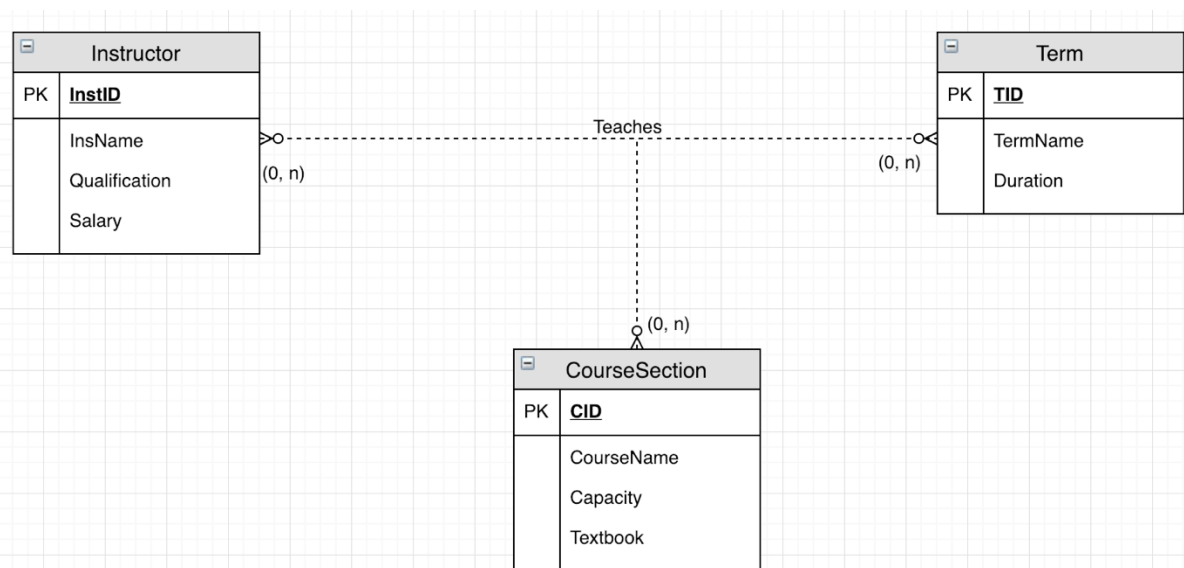 Instructor
PK InstID
InsName
Qualification
Salary
(0, n)
Teaches
(0, n)
Term
PK TID
TermName
Duration
(0, n)
CourseSection
PK CID
CourseName
Capacity
Textbook